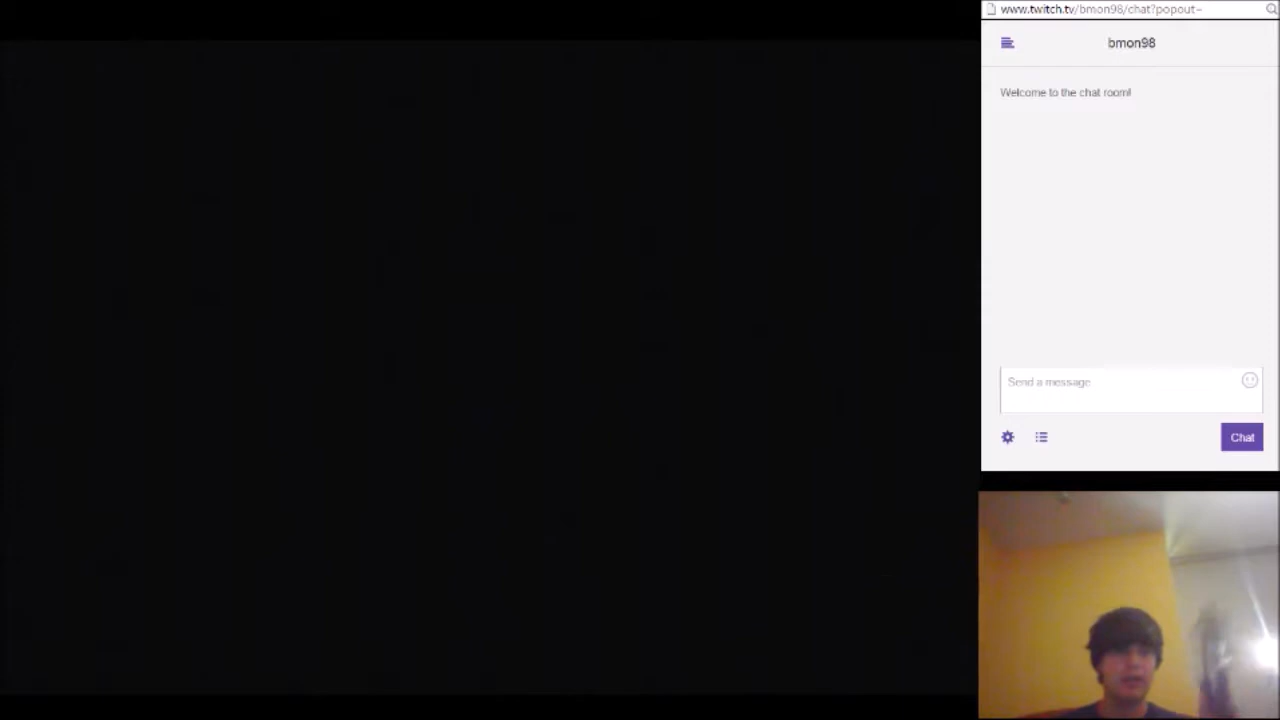 www.twitch.tv/bmon98/chat?popout=
bmon98
Welcome to the chat room!
Send a message
Chat